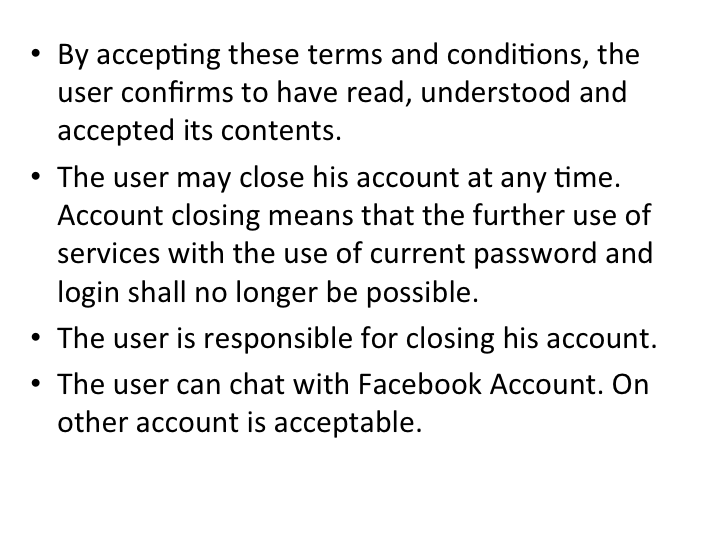 • By accepting these terms and conditions, the
user confirms to have read, understood and
accepted its contents.
• The user may close his account at any time.
Account closing means that the further use of
services with the use of current password and
login shall no longer be possible.
• The user is responsible for closing his account.
• The user can chat with Facebook Account. On
other account is acceptable.